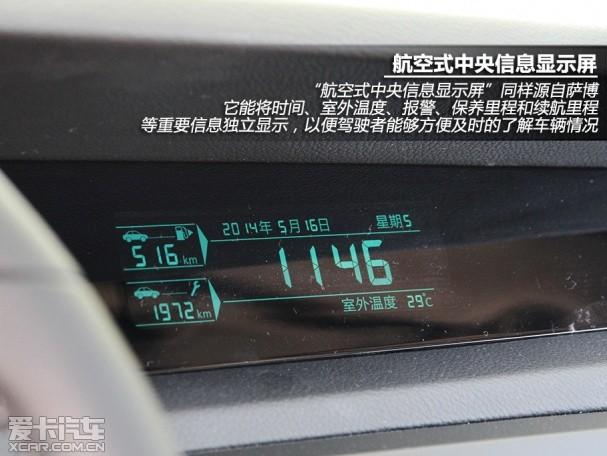 航空式中央信息显示屏
“航空式中央信息显示屏”同样源自萨博
它能将时间、室外温度、报警、保养里程和续航里程
等重要信息独立显示，以便驾驶者能够方便及时的了解车辆情况
2014年 5月16日 星期5
516 km
1146
1972 km
室外温度 29℃
爱卡汽车
XCAR.COM.CN